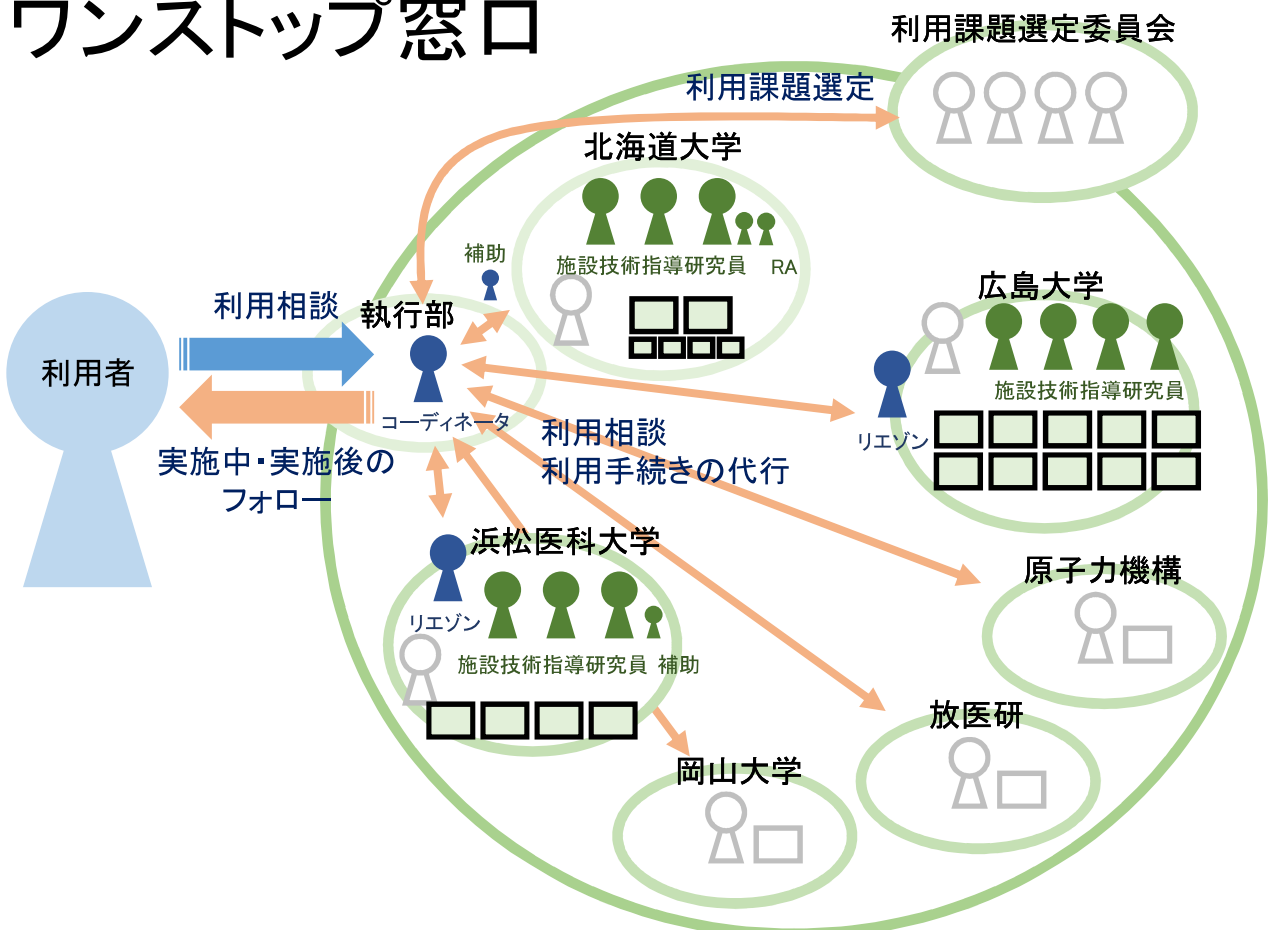 ワンストップ窓口
利用課題選定委員会
利用課題選定
北海道大学
補助
施設技術指導研究員 RA
利用相談
執行部
広島大学
利用者
施設技術指導研究員
コーディネータ
リエゾン
利用相談
利用手続きの代行
実施中・実施後の
フォロー
浜松医科大学
原子力機構
リエゾン
施設技術指導研究員 補助
放医研
岡山大学